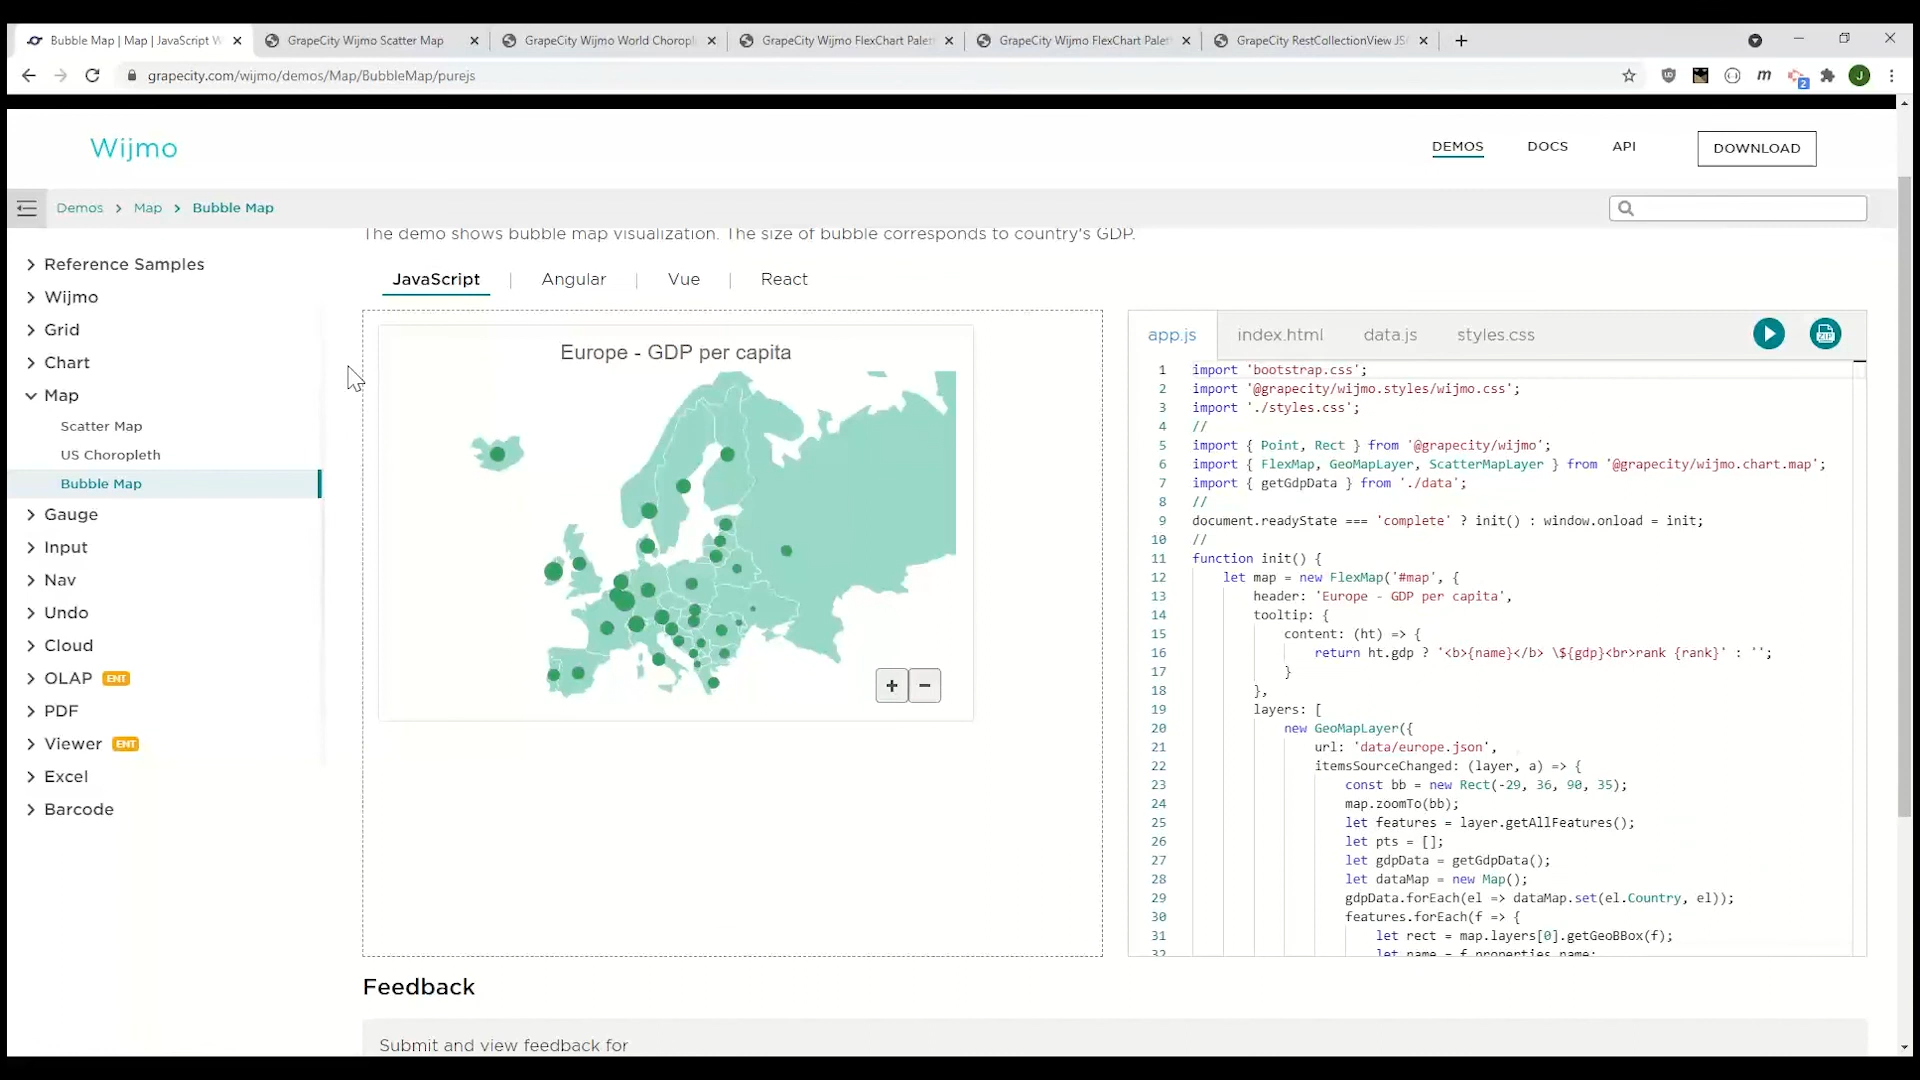 Bubble Map | Map | JavaScript W
GrapeCity Wijmo Scatter Map
GrapeCity Wijmo World Chorople
GrapeCity Wijmo FlexChart Palet
GrapeCity Wijmo FlexChart Palet
GrapeCity RestCollectionView JS
grapecity.com/wijmo/demos/Map/BubbleMap/purejs
m
2
J
Wijmo
DEMOS
DOCS
API
DOWNLOAD
Demos > Map > Bubble Map
The demo shows bubble map visualization. The size of bubble corresponds to country's GDP.
Reference Samples
Wijmo
Grid
Chart
Map
Scatter Map
US Choropleth
Bubble Map
Gauge
Input
Nav
Undo
Cloud
OLAP ENT
PDF
Viewer ENT
Excel
Barcode
JavaScript | Angular | Vue | React
Europe - GDP per capita
+ −
app.js index.html data.js styles.css
ZIP
1 import 'bootstrap.css';
2 import '@grapecity/wijmo.styles/wijmo.css';
3 import './styles.css';
4 //
5 import { Point, Rect } from '@grapecity/wijmo';
6 import { FlexMap, GeoMapLayer, ScatterMapLayer } from '@grapecity/wijmo.chart.map';
7 import { getGdpData } from './data';
8 //
9 document.readyState === 'complete' ? init() : window.onload = init;
10 //
11 function init() {
12 let map = new FlexMap('#map', {
13 header: 'Europe - GDP per capita',
14 tooltip: {
15 content: (ht) => {
16 return ht.gdp ? '<b>{name}</b> \${gdp}<br>rank {rank}' : '';
17 }
18 },
19 layers: [
20 new GeoMapLayer({
21 url: 'data/europe.json',
22 itemsSourceChanged: (layer, a) => {
23 const bb = new Rect(-29, 36, 90, 35);
24 map.zoomTo(bb);
25 let features = layer.getAllFeatures();
26 let pts = [];
27 let gdpData = getGdpData();
28 let dataMap = new Map();
29 gdpData.forEach(el => dataMap.set(el.Country, el));
30 features.forEach(f => {
31 let rect = map.layers[0].getGeoBBox(f);
32 let name = f.properties.name;
Feedback
Submit and view feedback for